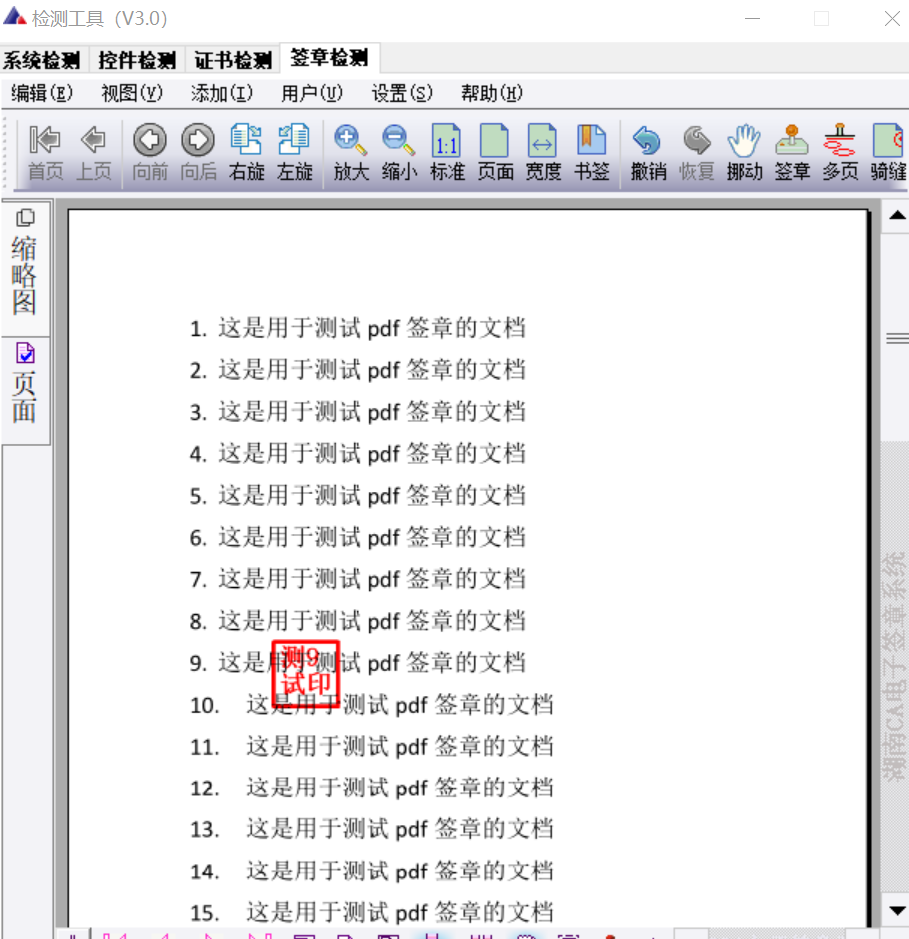 检测工具（V3.0）
系统检测 控件检测 证书检测 签章检测
编辑(E) 视图(V) 添加(I) 用户(U) 设置(S) 帮助(H)
1:1
首页 上页 向前 向后 右旋 左旋 放大 缩小 标准 页面 宽度 书签 撤销 恢复 挪动 签章 多页 骑缝
缩略图
页面
1. 这是用于测试 pdf 签章的文档
2. 这是用于测试 pdf 签章的文档
3. 这是用于测试 pdf 签章的文档
4. 这是用于测试 pdf 签章的文档
5. 这是用于测试 pdf 签章的文档
6. 这是用于测试 pdf 签章的文档
7. 这是用于测试 pdf 签章的文档
8. 这是用于测试 pdf 签章的文档
9. 这是用于测试 pdf 签章的文档
测9
试印
10. 这是用于测试 pdf 签章的文档
11. 这是用于测试 pdf 签章的文档
12. 这是用于测试 pdf 签章的文档
13. 这是用于测试 pdf 签章的文档
14. 这是用于测试 pdf 签章的文档
15. 这是用于测试 pdf 签章的文档
湖南CA电子签章系统